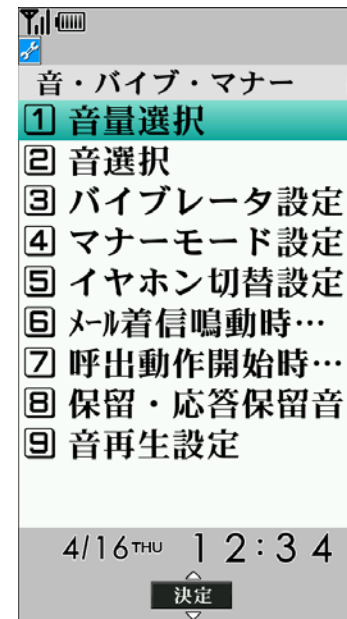 音・バイブ・マナー
1 音量選択
2 音選択
3 バイブレータ設定
4 マナーモード設定
5 イヤホン切替設定
6 メール着信鳴動時…
7 呼出動作開始時…
8 保留・応答保留音
9 音再生設定
4/16THU 12:34
決定